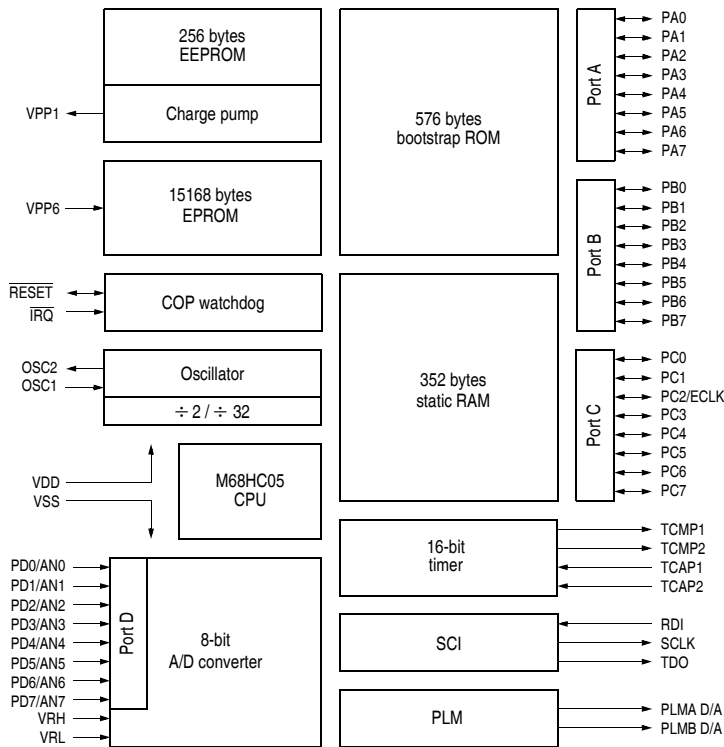 256 bytes
EEPROM
Charge pump
VPP1
15168 bytes
EPROM
VPP6
RESET
IRQ
COP watchdog
OSC2
OSC1
Oscillator
÷ 2 / ÷ 32
VDD
VSS
M68HC05
CPU
PD0/AN0
PD1/AN1
PD2/AN2
PD3/AN3
PD4/AN4
PD5/AN5
PD6/AN6
PD7/AN7
VRH
VRL
Port D
8-bit
A/D converter
576 bytes
bootstrap ROM
352 bytes
static RAM
16-bit
timer
SCI
PLM
Port A
PA0
PA1
PA2
PA3
PA4
PA5
PA6
PA7
Port B
PB0
PB1
PB2
PB3
PB4
PB5
PB6
PB7
Port C
PC0
PC1
PC2/ECLK
PC3
PC4
PC5
PC6
PC7
TCMP1
TCMP2
TCAP1
TCAP2
RDI
SCLK
TDO
PLMA D/A
PLMB D/A